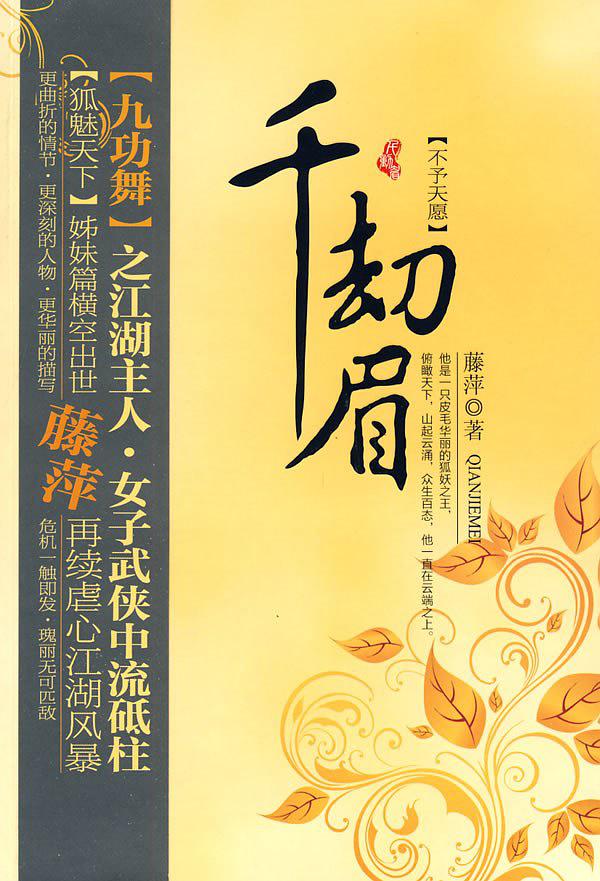 千劫眉
【不予天愿】
藤萍◎著 QIANJIEMEI
他是一只皮毛华丽的狐妖之王，
俯瞰天下，山起云涌，众生百态，他一直在云端之上。
【九功舞】之江湖主人·女子武侠中流砥柱
【狐魅天下】姊妹篇横空出世
更曲折的情节·更深刻的人物·更华丽的描写
藤萍
再续虐心江湖风暴
危机一触即发·瑰丽无可匹敌